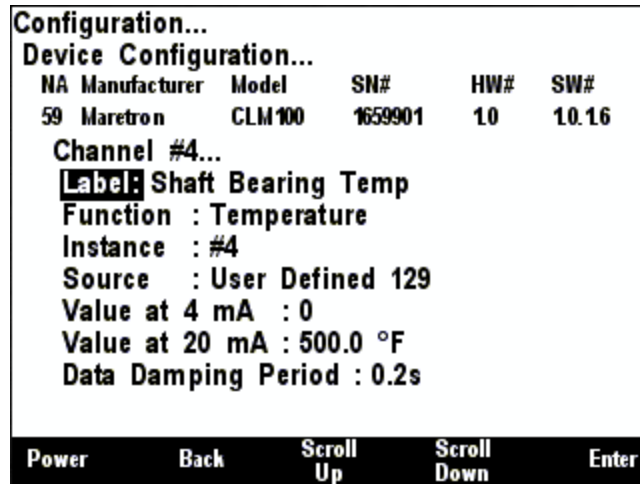 Configuration...
Device Configuration...
NA Manufacturer Model SN# HW# SW#
59 Maretron CLM100 1659901 1.0 1.0.1.6
Channel #4...
Label: Shaft Bearing Temp
Function : Temperature
Instance : #4
Source : User Defined 129
Value at 4 mA : 0
Value at 20 mA : 500.0 °F
Data Damping Period : 0.2s
Power Back Scroll Up Scroll Down Enter